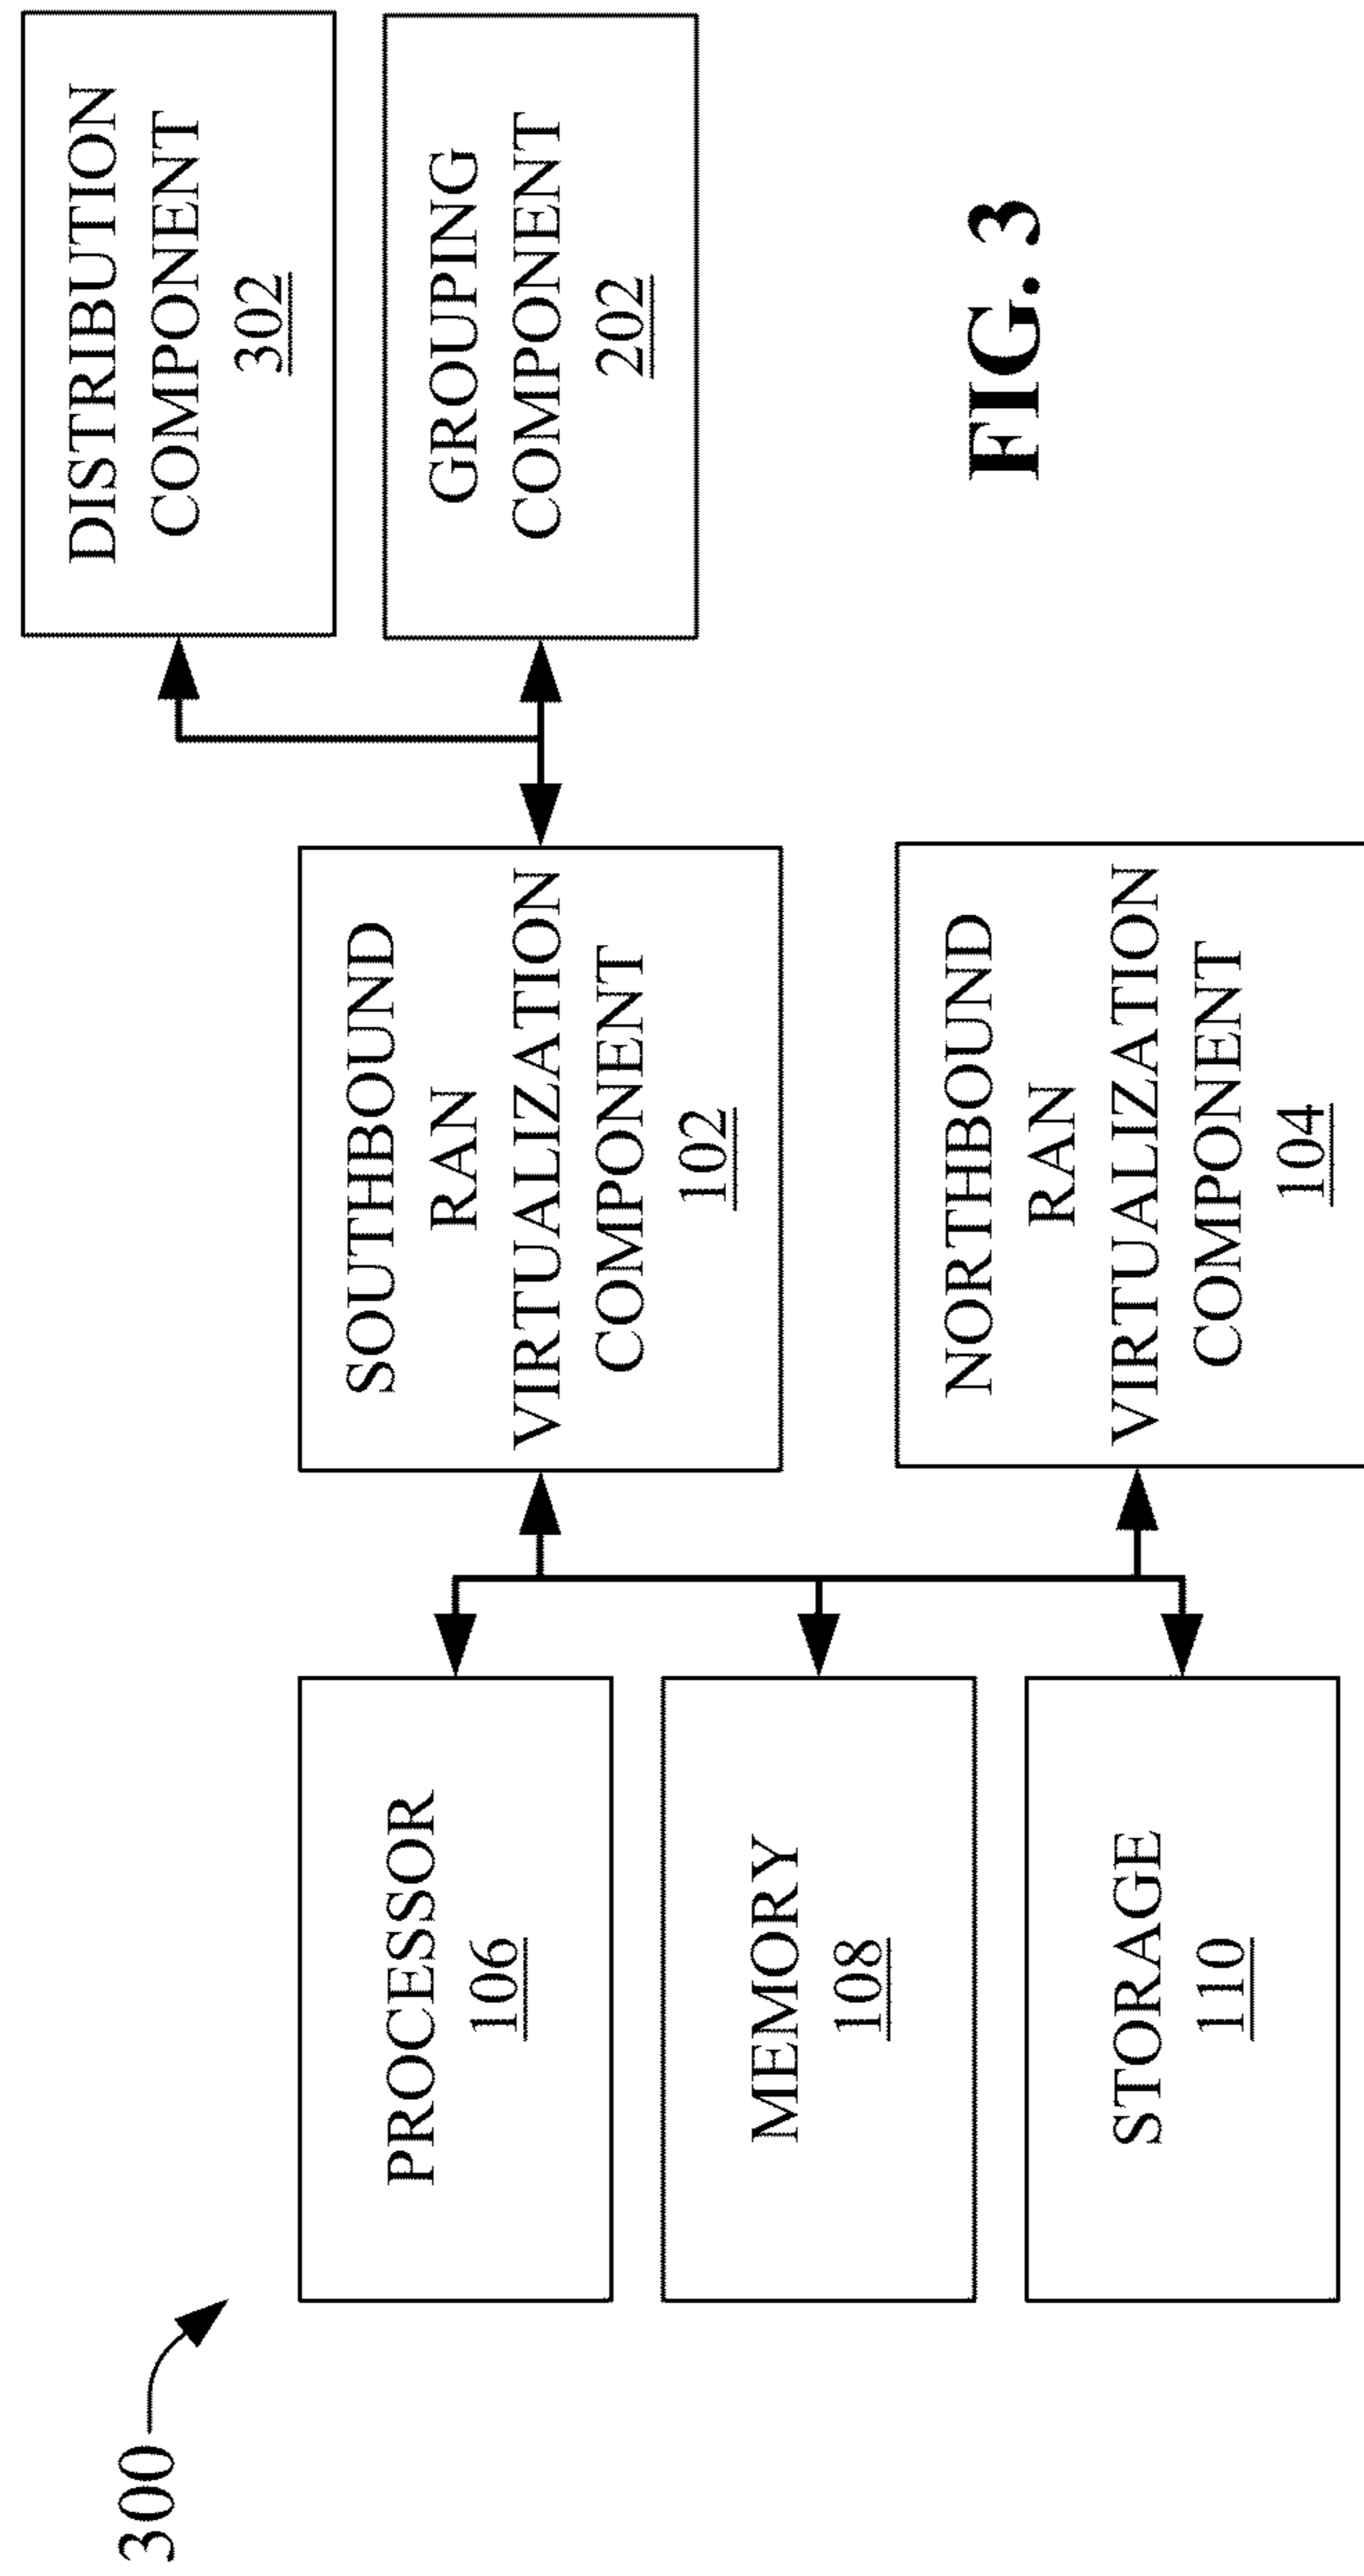 300
PROCESSOR
106
MEMORY
108
STORAGE
110
SOUTHBOUND
RAN
VIRTUALIZATION
COMPONENT
102
NORTHBOUND
RAN
VIRTUALIZATION
COMPONENT
104
DISTRIBUTION
COMPONENT
302
GROUPING
COMPONENT
202
FIG. 3